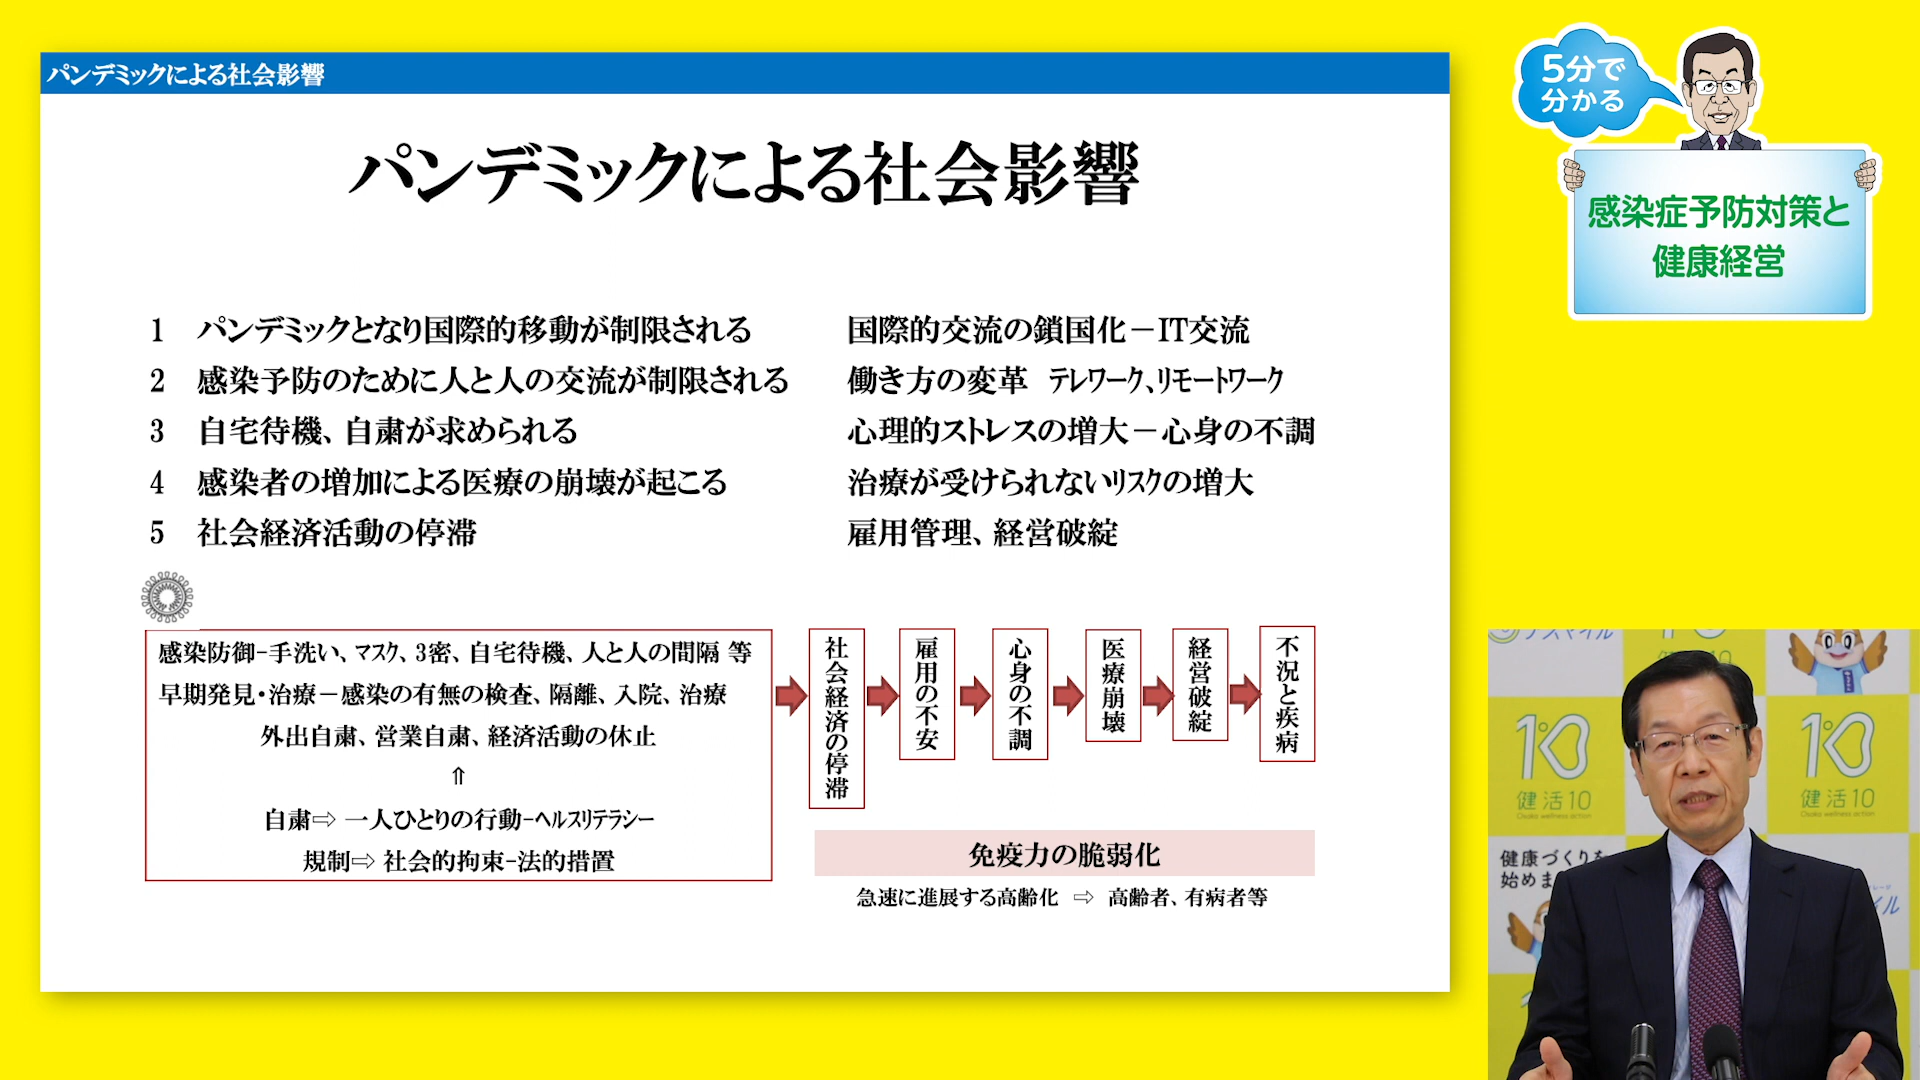 パンデミックによる社会影響
パンデミックによる社会影響
1 パンデミックとなり国際的移動が制限される 国際的交流の鎖国化－IT交流
2 感染予防のために人と人の交流が制限される 働き方の変革 テレワーク、リモートワーク
3 自宅待機、自粛が求められる 心理的ストレスの増大－心身の不調
4 感染者の増加による医療の崩壊が起こる 治療が受けられないリスクの増大
5 社会経済活動の停滞 雇用管理、経営破綻
感染防御-手洗い、マスク、3密、自宅待機、人と人の間隔 等
早期発見・治療－感染の有無の検査、隔離、入院、治療
外出自粛、営業自粛、経済活動の休止
⇑
自粛⇨ 一人ひとりの行動-ヘルスリテラシー
規制⇨ 社会的拘束-法的措置
社会経済の停滞
雇用の不安
心身の不調
医療崩壊
経営破綻
不況と疾病
免疫力の脆弱化
急速に進展する高齢化 ⇨ 高齢者、有病者等
5分で
分かる
感染症予防対策と
健康経営
健活10
Osaka wellness action
健活10
Osaka wellness action
健康づくりを
始めま